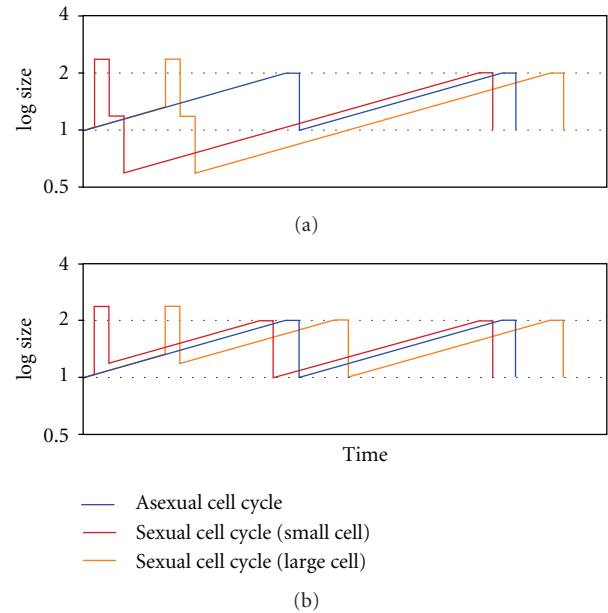 4
2
1
0.5
log size
(a)
4
2
1
0.5
log size
Time
Asexual cell cycle
Sexual cell cycle (small cell)
Sexual cell cycle (large cell)
(b)